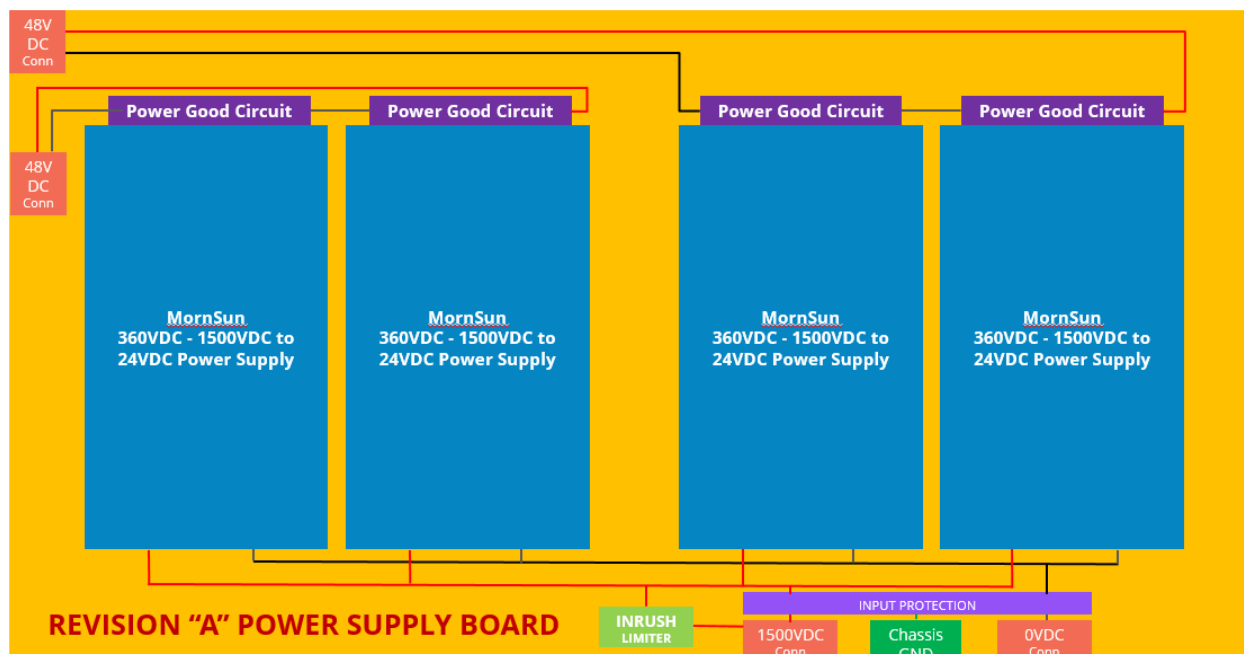 48V
DC
Conn
Power Good Circuit
Power Good Circuit
Power Good Circuit
Power Good Circuit
48V
DC
Conn
MornSun
360VDC - 1500VDC to
24VDC Power Supply
MornSun
360VDC - 1500VDC to
24VDC Power Supply
MornSun
360VDC - 1500VDC to
24VDC Power Supply
MornSun
360VDC - 1500VDC to
24VDC Power Supply
REVISION “A” POWER SUPPLY BOARD
INRUSH
LIMITER
INPUT PROTECTION
1500VDC
Conn
Chassis
GND
0VDC
Conn